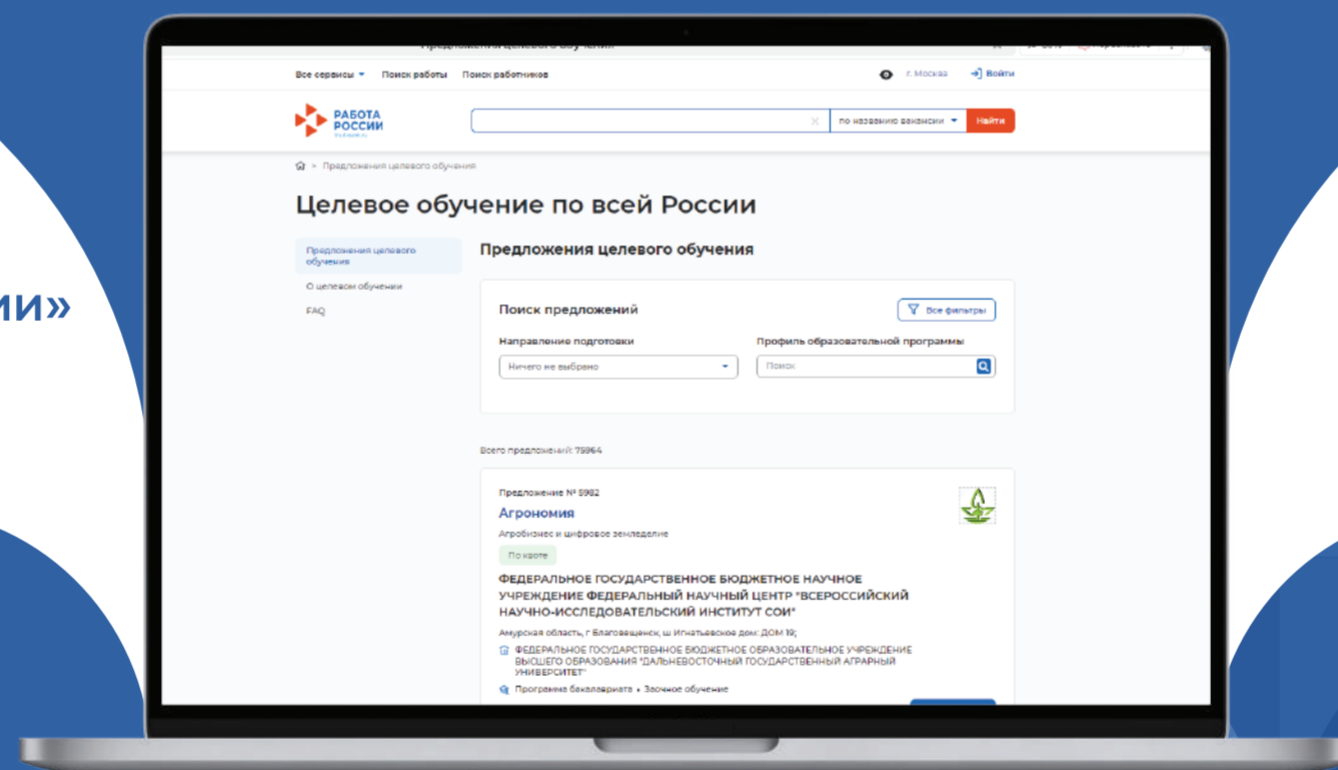 Предложения целевого обучения
Все сервисы Поиск работы Поиск работников г. Москва Войти
РАБОТА РОССИИ
по названию вакансии Найти
Предложения целевого обучения
Целевое обучение по всей России
Предложения целевого обучения
О целевом обучении
FAQ
Предложения целевого обучения
Поиск предложений Все фильтры
Направление подготовки Профиль образовательной программы
Ничего не выбрано Поиск
Всего предложений: 75964
Предложение № 5982
Агрономия
Агробизнес и цифровое земледелие
По квоте
ФЕДЕРАЛЬНОЕ ГОСУДАРСТВЕННОЕ БЮДЖЕТНОЕ НАУЧНОЕ
УЧРЕЖДЕНИЕ ФЕДЕРАЛЬНЫЙ НАУЧНЫЙ ЦЕНТР "ВСЕРОССИЙСКИЙ
НАУЧНО-ИССЛЕДОВАТЕЛЬСКИЙ ИНСТИТУТ СОИ"
Амурская область, г Благовещенск, ш Игнатьевское дом: ДОМ 19;
ФЕДЕРАЛЬНОЕ ГОСУДАРСТВЕННОЕ БЮДЖЕТНОЕ ОБРАЗОВАТЕЛЬНОЕ УЧРЕЖДЕНИЕ
ВЫСШЕГО ОБРАЗОВАНИЯ "ДАЛЬНЕВОСТОЧНЫЙ ГОСУДАРСТВЕННЫЙ АГРАРНЫЙ
УНИВЕРСИТЕТ"
Программа бакалавриата • Заочное обучение